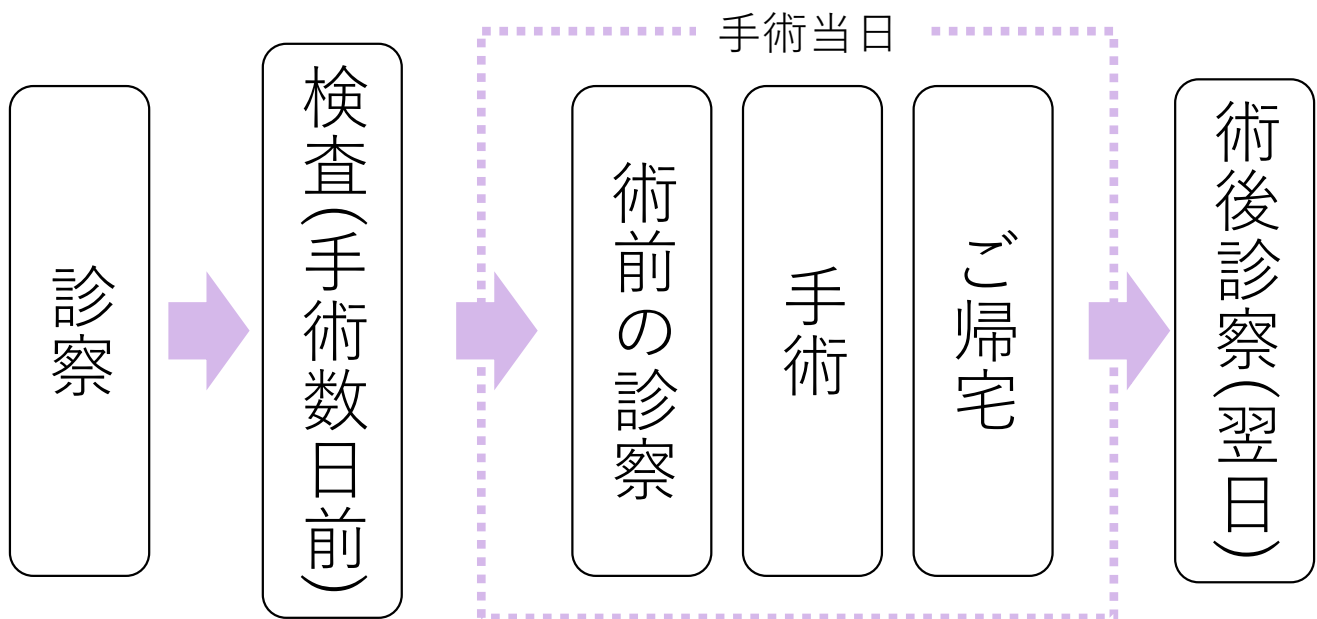 診察
検査(手術数日前)
手術当日
術前の診察
手術
ご帰宅
術後診察(翌日)